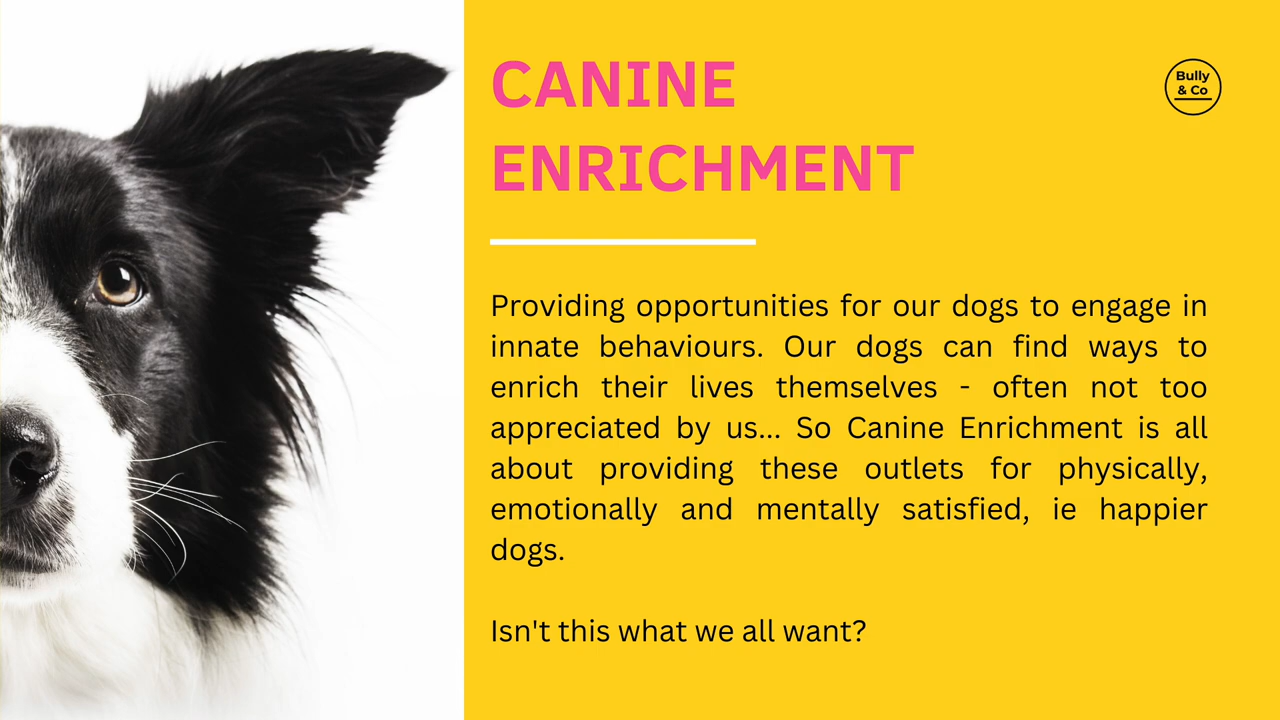 CANINE
ENRICHMENT
Bully
& Co
Providing opportunities for our dogs to engage in
innate behaviours. Our dogs can find ways to
enrich their lives themselves - often not too
appreciated by us... So Canine Enrichment is all
about providing these outlets for physically,
emotionally and mentally satisfied, ie happier
dogs.
Isn't this what we all want?